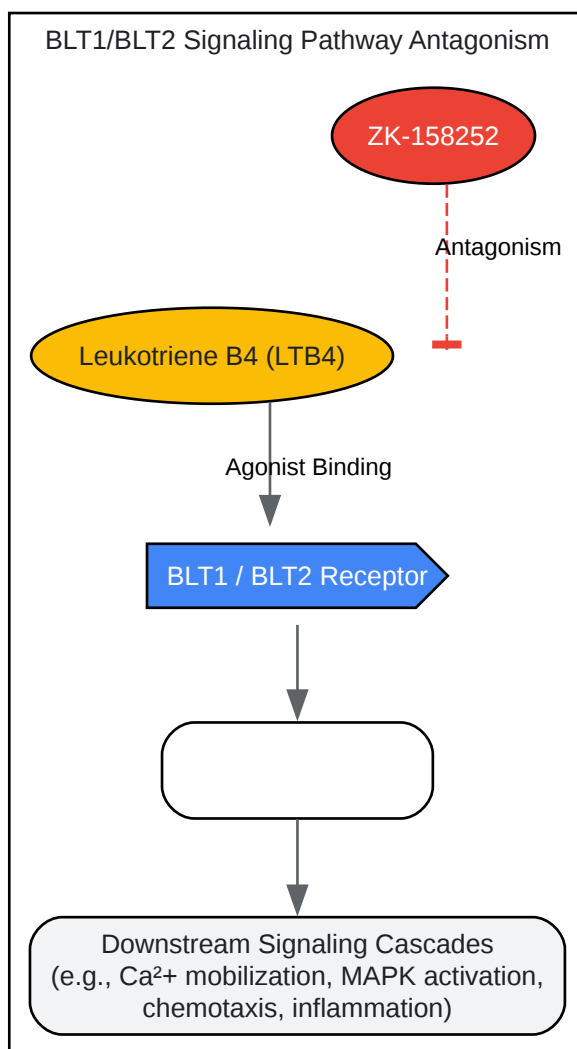 BLT1/BLT2 Signaling Pathway Antagonism
ZK-158252
Antagonism
Leukotriene B4 (LTB4)
Agonist Binding
BLT1 / BLT2 Receptor
Downstream Signaling Cascades
(e.g., Ca²+ mobilization, MAPK activation,
chemotaxis, inflammation)